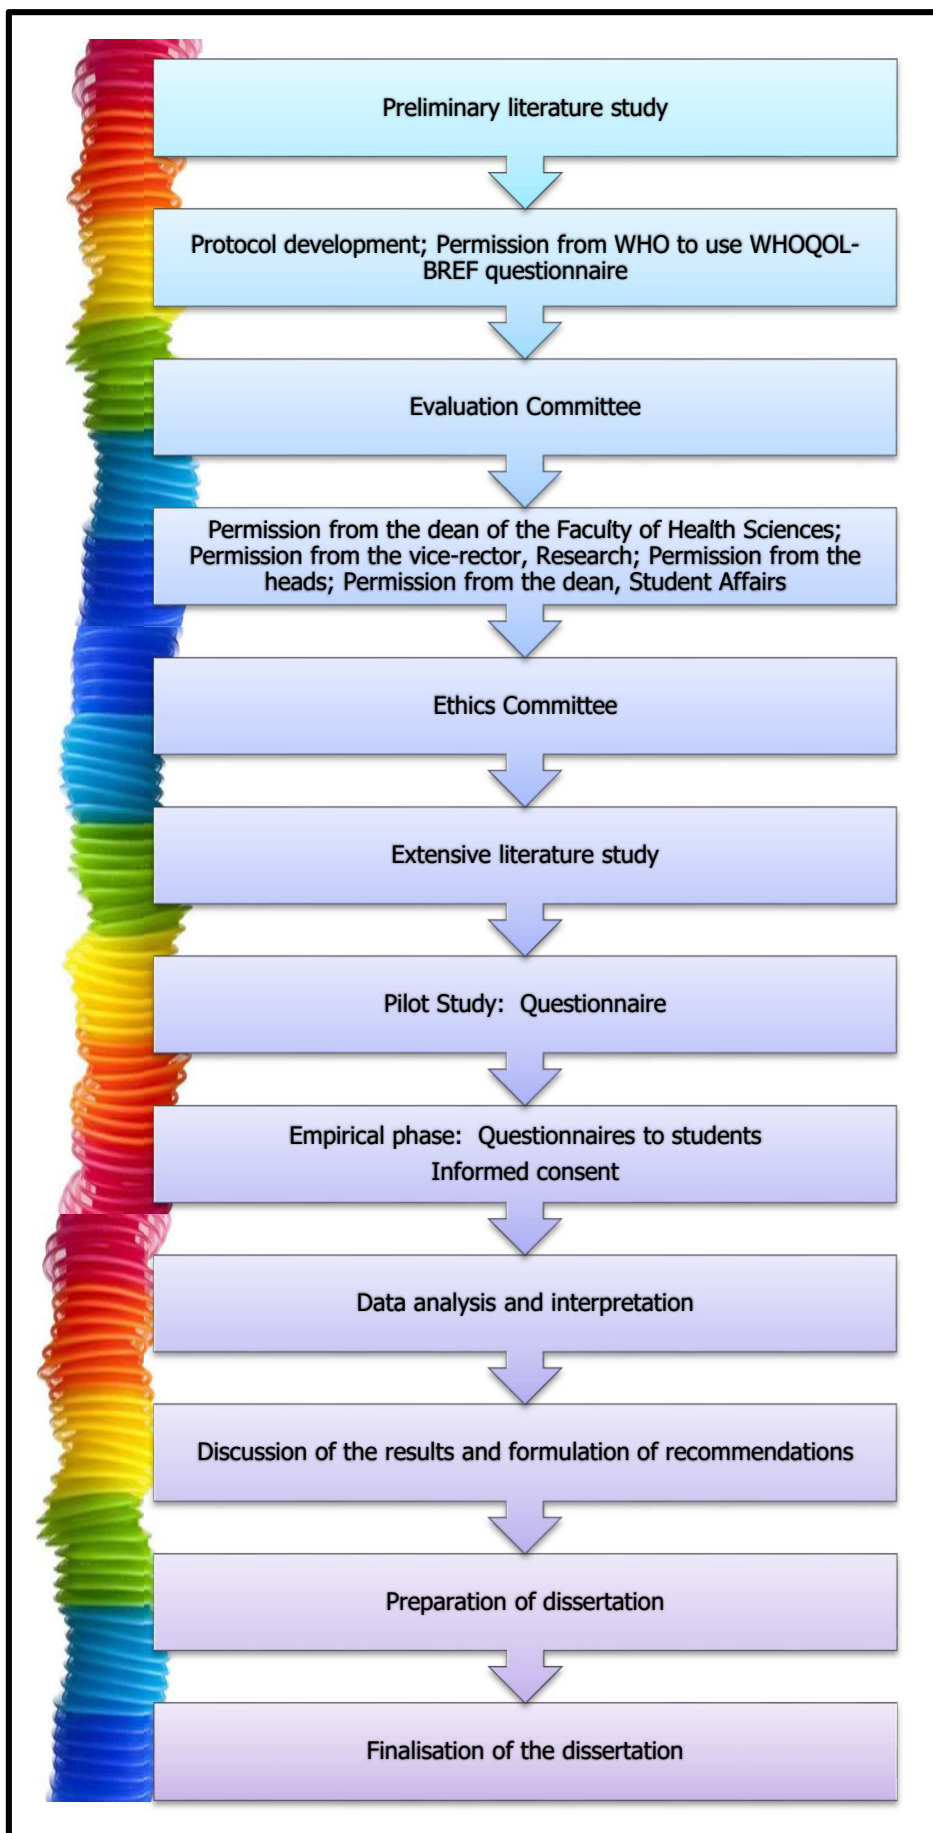 Preliminary literature study
Protocol development; Permission from WHO to use WHOQOL-
BREF questionnaire
Evaluation Committee
Permission from the dean of the Faculty of Health Sciences;
Permission from the vice-rector, Research; Permission from the
heads; Permission from the dean, Student Affairs
Ethics Committee
Extensive literature study
Pilot Study:  Questionnaire
Empirical phase:  Questionnaires to students
Informed consent
Data analysis and interpretation
Discussion of the results and formulation of recommendations
Preparation of dissertation
Finalisation of the dissertation